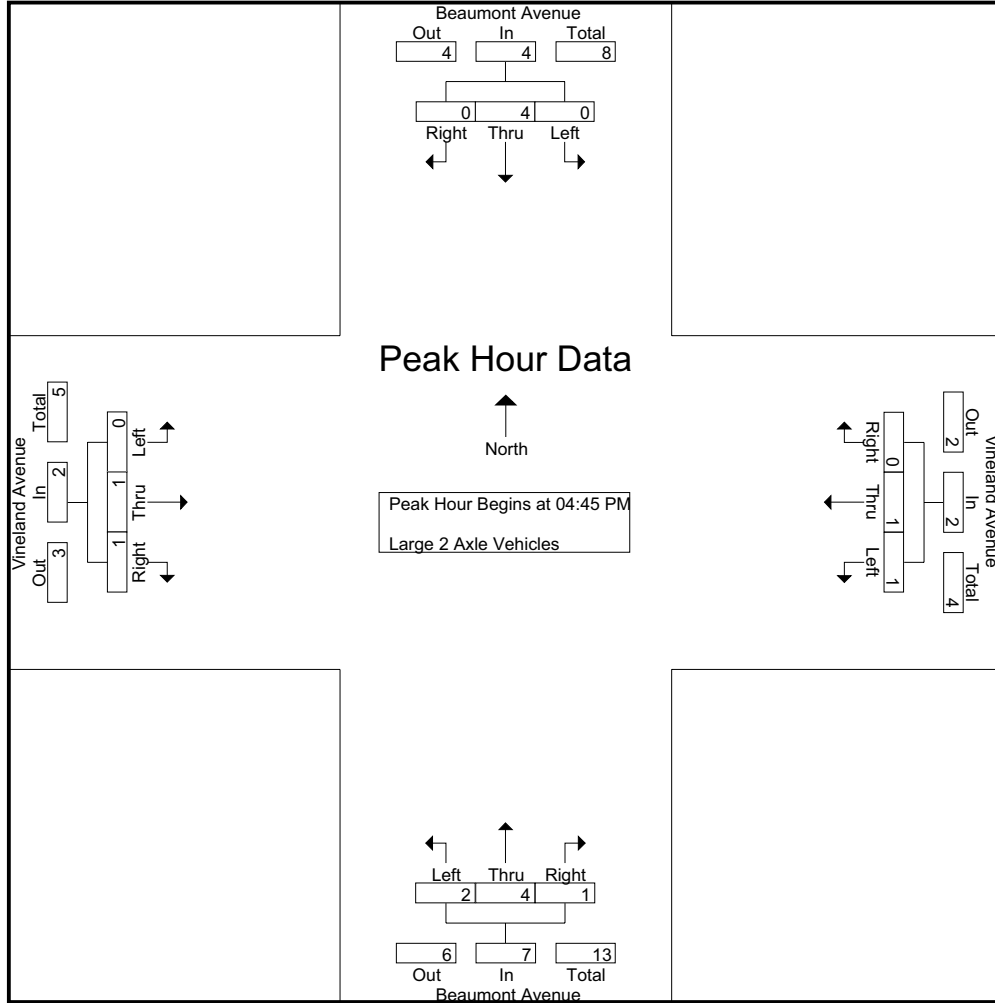 Beaumont Avenue
Out In Total
4 4 8
0 4 0
Right Thru Left
Peak Hour Data
North
Peak Hour Begins at 04:45 PM
Large 2 Axle Vehicles
Vineland Avenue
Out In Total
3 2 5
Left Thru Right
0 1 1
Vineland Avenue
Out In Total
2 2 4
Right Thru Left
0 1 1
Left Thru Right
2 4 1
6 7 13
Out In Total
Beaumont Avenue